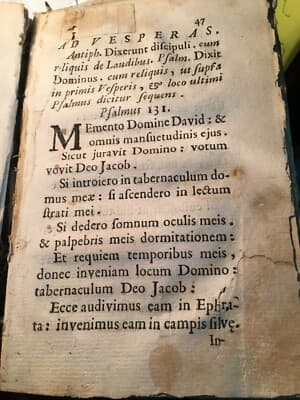 47
AD VESPERAS.
Antiph. Dixerunt discipuli. cum
reliquis de Laudibus. Psalm. Dixit
Dominus. cum reliquis, ut supra
in primis Vesperis, & loco ultimi
Psalmus dicitur sequens.
Psalmus 131.
MEmento Domine David: &
omnis mansuetudinis ejus.
Sicut juravit Domino: votum
vovit Deo Jacob.
Si introiero in tabernaculum do-
mus meæ: si ascendero in lectum
strati mei.
Si dedero somnum oculis meis.
& palpebris meis dormitationem:
Et requiem temporibus meis,
donec inveniam locum Domino:
tabernaculum Deo Jacob:
Ecce audivimus eam in Ephra-
ta: invenimus eam in campis silvę.
In-